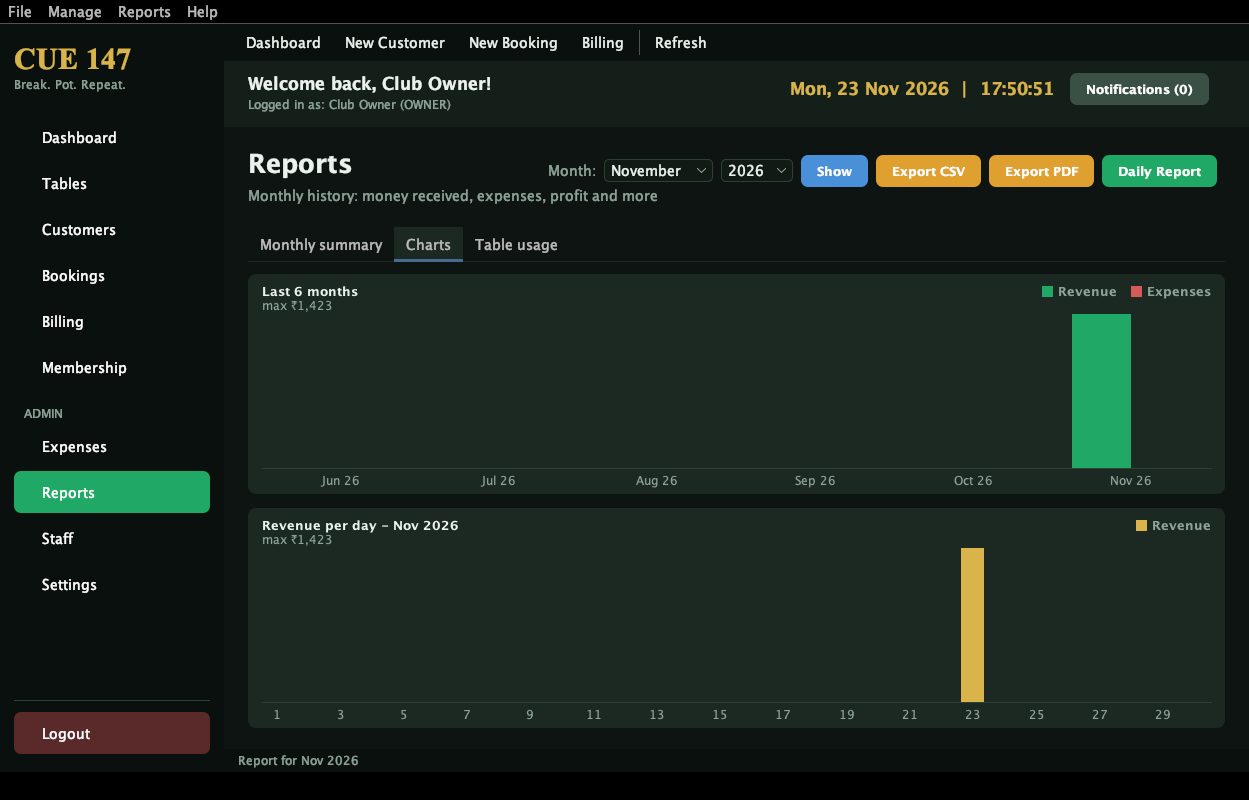 File Manage Reports Help
CUE 147
Break. Pot. Repeat.
Dashboard New Customer New Booking Billing Refresh
Welcome back, Club Owner!
Logged in as: Club Owner (OWNER)
Mon, 23 Nov 2026 | 17:50:51
Notifications (0)
Dashboard
Tables
Customers
Bookings
Billing
Membership
ADMIN
Expenses
Reports
Staff
Settings
Logout
Reports
Monthly history: money received, expenses, profit and more
Month: November 2026 Show Export CSV Export PDF Daily Report
Monthly summary Charts Table usage
Last 6 months
max ₹1,423
Revenue Expenses
Jun 26 Jul 26 Aug 26 Sep 26 Oct 26 Nov 26
Revenue per day – Nov 2026
max ₹1,423
Revenue
1 3 5 7 9 11 13 15 17 19 21 23 25 27 29
Report for Nov 2026